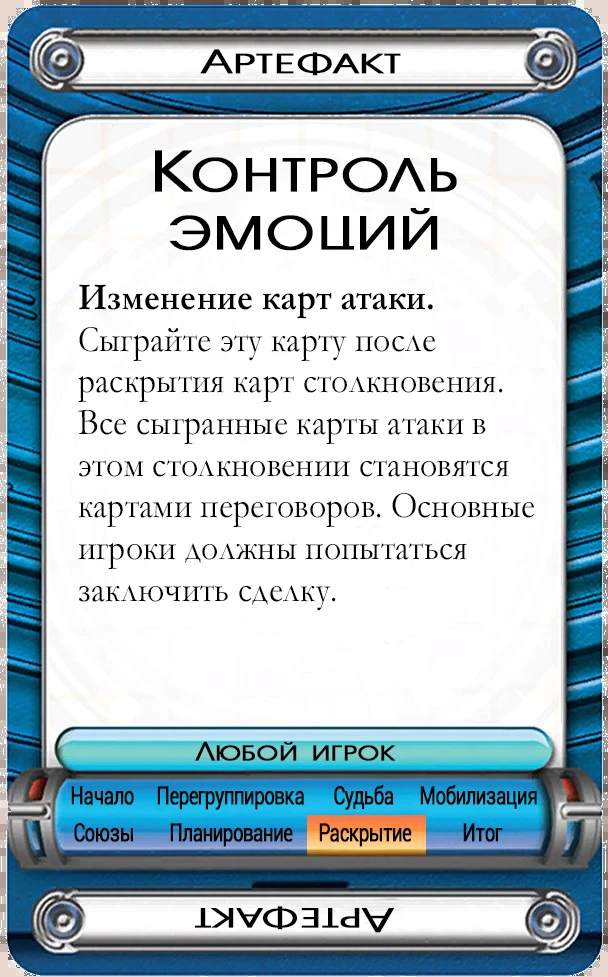 Артефакт
Контроль
эмоций
Изменение карт атаки.
Сыграйте эту карту после
раскрытия карт столкновения.
Все сыгранные карты атаки в
этом столкновении становятся
картами переговоров. Основные
игроки должны попытаться
заключить сделку.
Любой игрок
Начало Перегруппировка Судьба Мобилизация
Союзы Планирование Раскрытие Итог
Артефакт